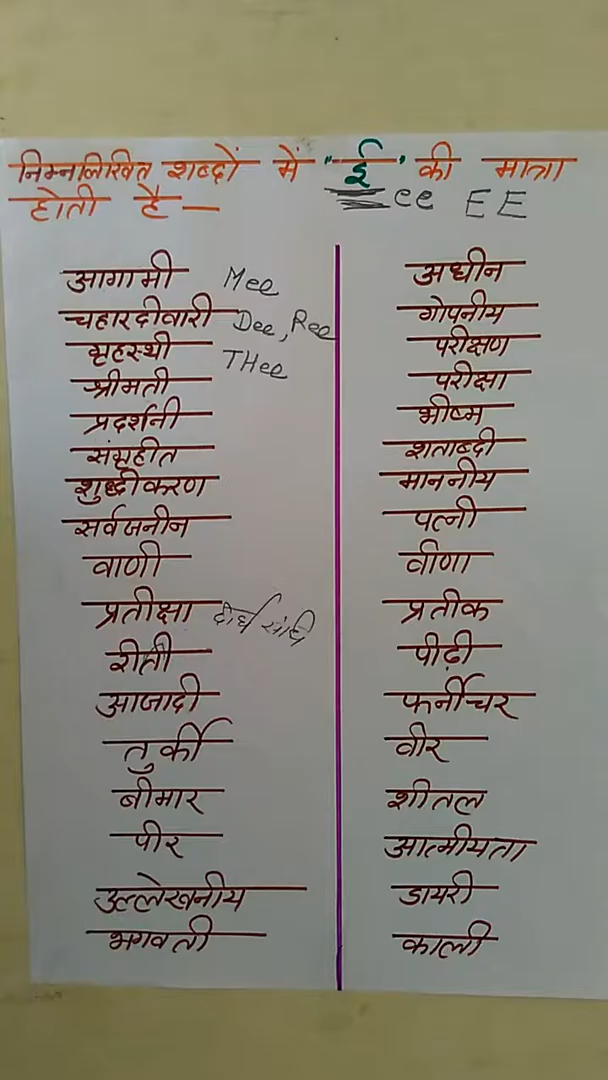 निम्नलिखित शब्दों में "ई" की मात्रा
होती है— ee EE
आगामी Mee
चहारदीवारी Dee, Ree
गृहस्थी THee
श्रीमती
प्रदर्शनी
संग्रहीत
शुद्धीकरण
सर्वजनीन
वाणी
प्रतीक्षा दीर्घ संधि
रीती
आजादी
तुर्की
बीमार
पीर
उल्लेखनीय
भगवती
अधीन
गोपनीय
परीक्षण
परीक्षा
भीष्म
शताब्दी
माननीय
पत्नी
वीणा
प्रतीक
पीढ़ी
फर्नीचर
वीर
शीतल
आत्मीयता
डायरी
काली